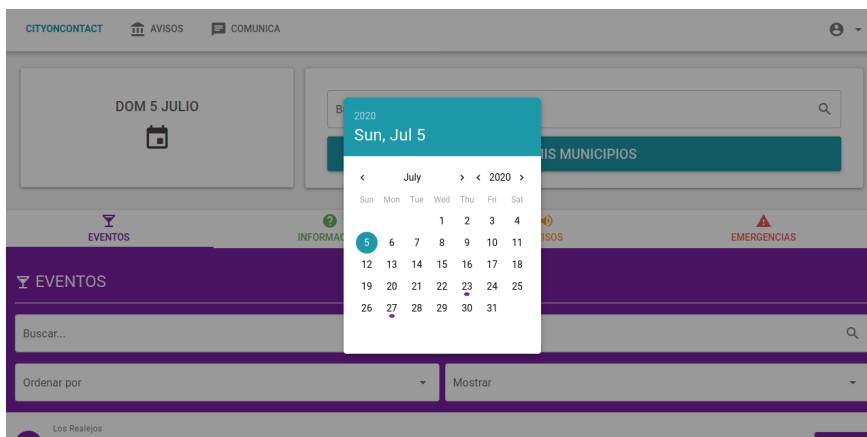 CITYONCONTACT AVISOS COMUNICA
DOM 5 JULIO
B
MIS MUNICIPIOS
2020
Sun, Jul 5
July 2020
Sun Mon Tue Wed Thu Fri Sat
1 2 3 4
5 6 7 8 9 10 11
12 13 14 15 16 17 18
19 20 21 22 23 24 25
26 27 28 29 30 31
EVENTOS INFORMAC ISOS EMERGENCIAS
EVENTOS
Buscar...
Ordenar por Mostrar
Los Realejos